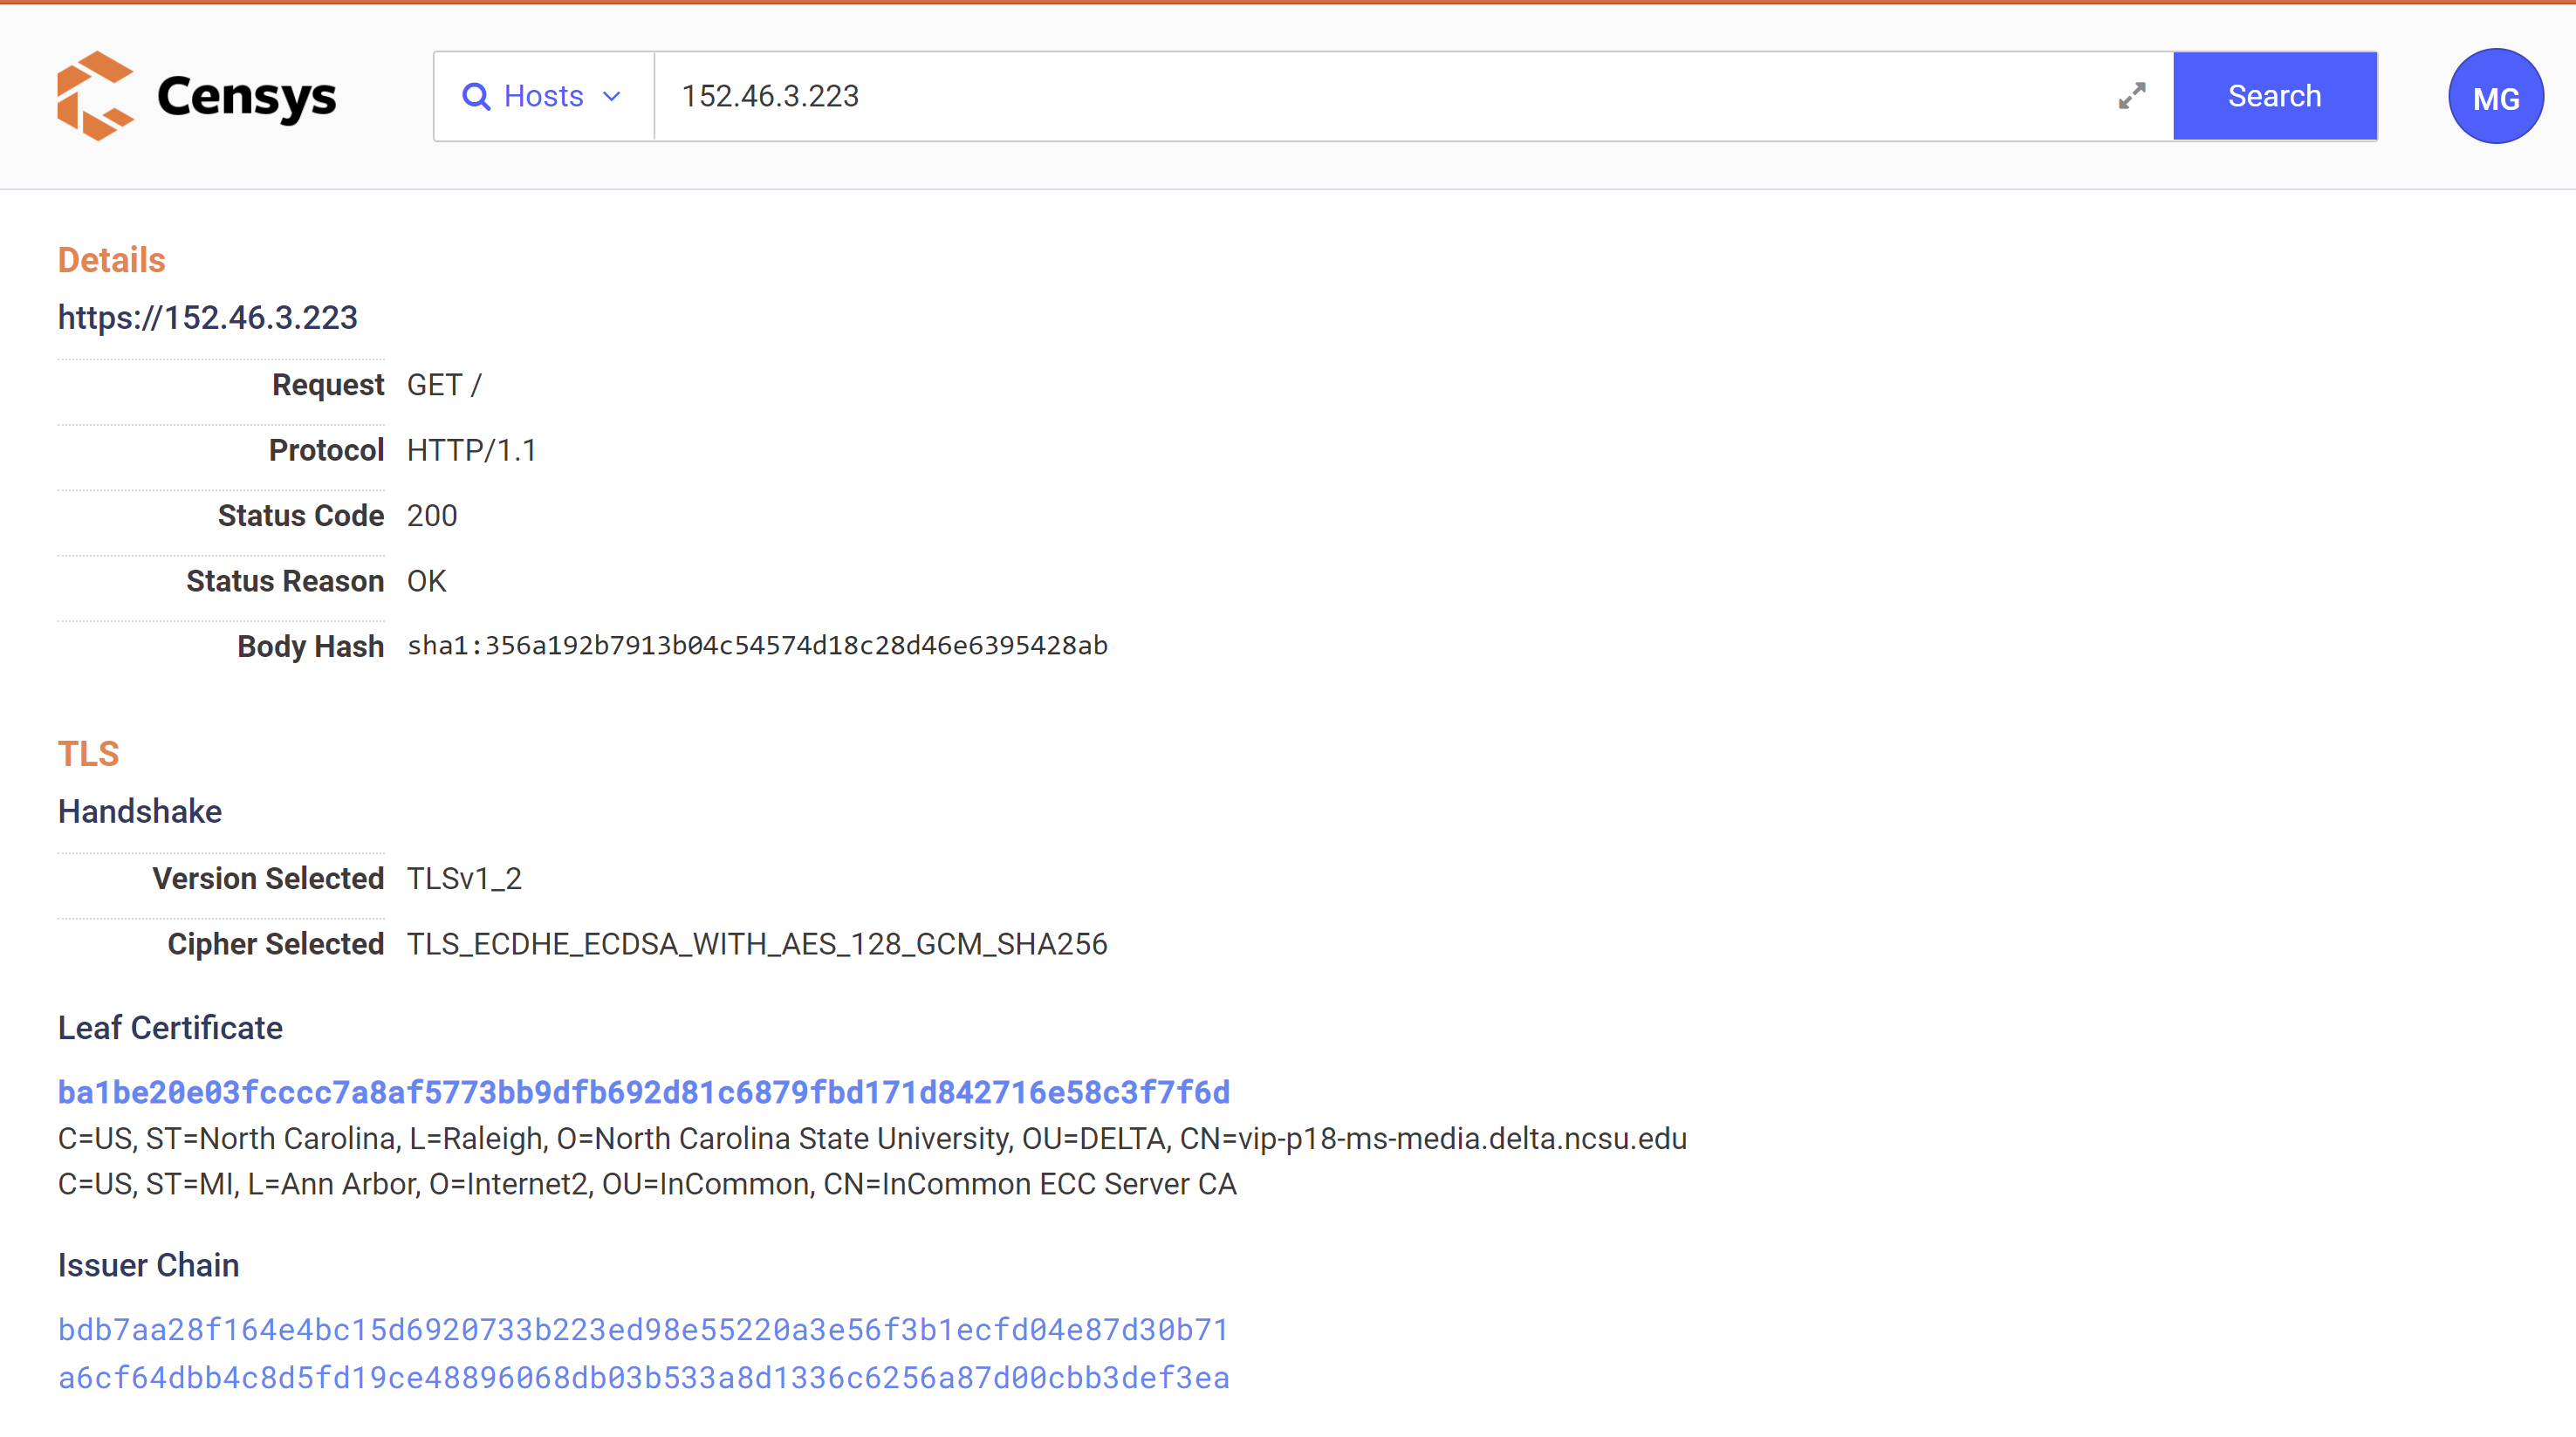 Censys
Hosts
152.46.3.223
Search
MG
Details
https://152.46.3.223
Request GET /
Protocol HTTP/1.1
Status Code 200
Status Reason OK
Body Hash sha1:356a192b7913b04c54574d18c28d46e6395428ab
TLS
Handshake
Version Selected TLSv1_2
Cipher Selected TLS_ECDHE_ECDSA_WITH_AES_128_GCM_SHA256
Leaf Certificate
ba1be20e03fcccc7a8af5773bb9dfb692d81c6879fbd171d842716e58c3f7f6d
C=US, ST=North Carolina, L=Raleigh, O=North Carolina State University, OU=DELTA, CN=vip-p18-ms-media.delta.ncsu.edu
C=US, ST=MI, L=Ann Arbor, O=Internet2, OU=InCommon, CN=InCommon ECC Server CA
Issuer Chain
bdb7aa28f164e4bc15d6920733b223ed98e55220a3e56f3b1ecfd04e87d30b71
a6cf64dbb4c8d5fd19ce48896068db03b533a8d1336c6256a87d00cbb3def3ea